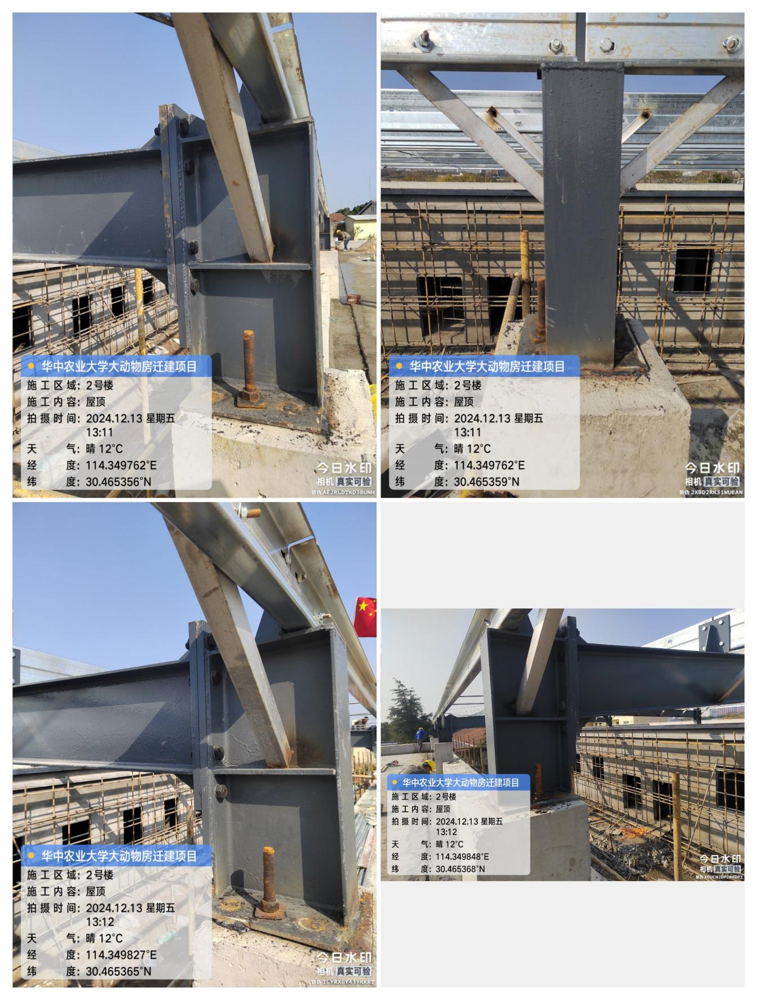 华中农业大学大动物房迁建项目
施工区域：2号楼
施工内容：屋顶
拍摄时间：2024.12.13 星期五
13:11
天气：晴 12°C
经度：114.349762°E
纬度：30.465356°N
今日水印
相机 真实可验
防伪 AE2RLDTKD3BUNH
华中农业大学大动物房迁建项目
施工区域：2号楼
施工内容：屋顶
拍摄时间：2024.12.13 星期五
13:11
天气：晴 12°C
经度：114.349762°E
纬度：30.465359°N
今日水印
相机 真实可验
防伪 2XBD2RK31WUEAN
华中农业大学大动物房迁建项目
施工区域：2号楼
施工内容：屋顶
拍摄时间：2024.12.13 星期五
13:12
天气：晴 12°C
经度：114.349827°E
纬度：30.465365°N
今日水印
相机 真实可验
防伪 TLYRXGY43YKKRT
华中农业大学大动物房迁建项目
施工区域：2号楼
施工内容：屋顶
拍摄时间：2024.12.13 星期五
13:12
天气：晴 12°C
经度：114.349848°E
纬度：30.465368°N
今日水印
相机 真实可验
防伪 XDUCN2DP2BBDP1